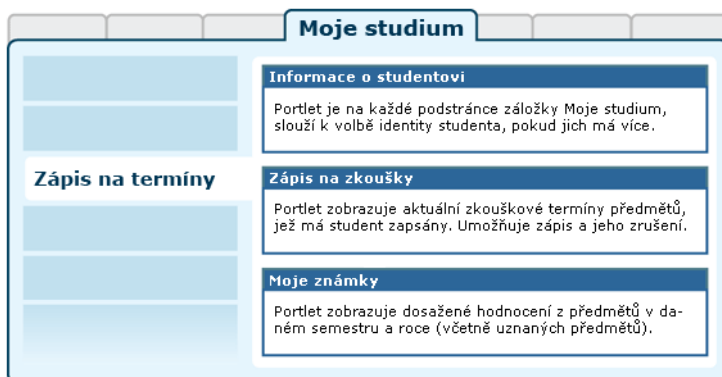 Moje studium
Informace o studentovi
Portlet je na každé podstránce záložky Moje studium,
slouží k volbě identity studenta, pokud jich má více.
Zápis na termíny
Zápis na zkoušky
Portlet zobrazuje aktuální zkouškové termíny předmětů,
jež má student zapsány. Umožňuje zápis a jeho zrušení.
Moje známky
Portlet zobrazuje dosažené hodnocení z předmětů v da-
ném semestru a roce (včetně uznaných předmětů).